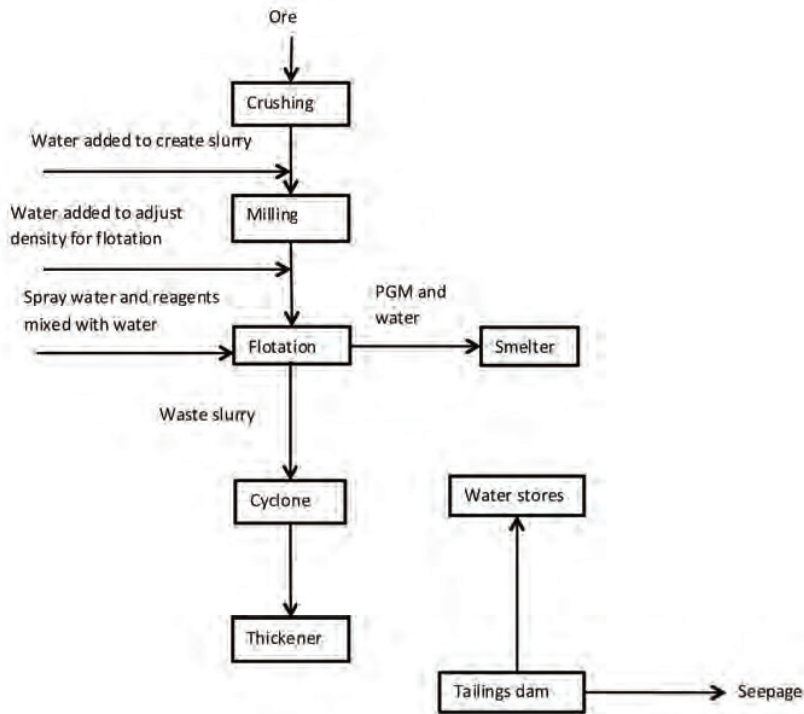 Ore
Crushing
Water added to create slurry
Milling
Water added to adjust
density for flotation
Spray water and reagents
mixed with water
PGM and
water
Flotation
Smelter
Waste slurry
Cyclone
Water stores
Thickener
Tailings dam
Seepage